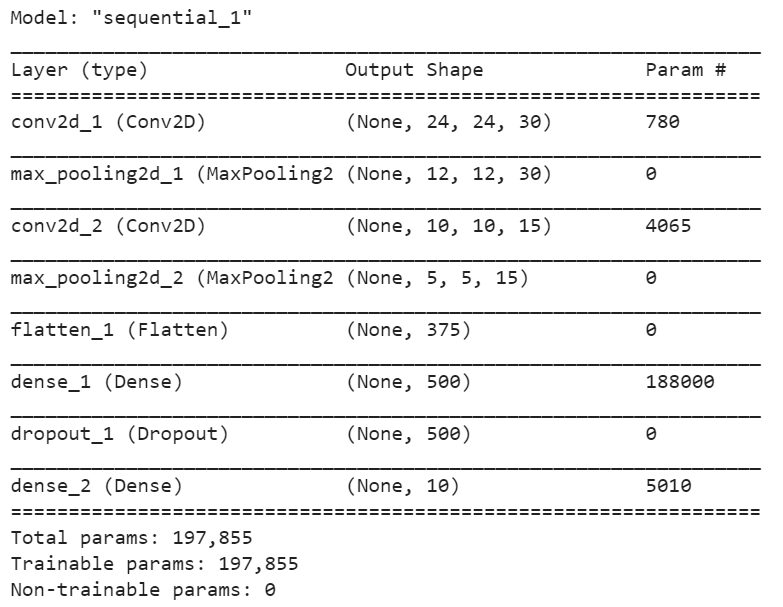 Model: "sequential_1"
Layer (type) Output Shape Param #
conv2d_1 (Conv2D) (None, 24, 24, 30) 780
max_pooling2d_1 (MaxPooling2 (None, 12, 12, 30) 0
conv2d_2 (Conv2D) (None, 10, 10, 15) 4065
max_pooling2d_2 (MaxPooling2 (None, 5, 5, 15) 0
flatten_1 (Flatten) (None, 375) 0
dense_1 (Dense) (None, 500) 188000
dropout_1 (Dropout) (None, 500) 0
dense_2 (Dense) (None, 10) 5010
Total params: 197,855
Trainable params: 197,855
Non-trainable params: 0